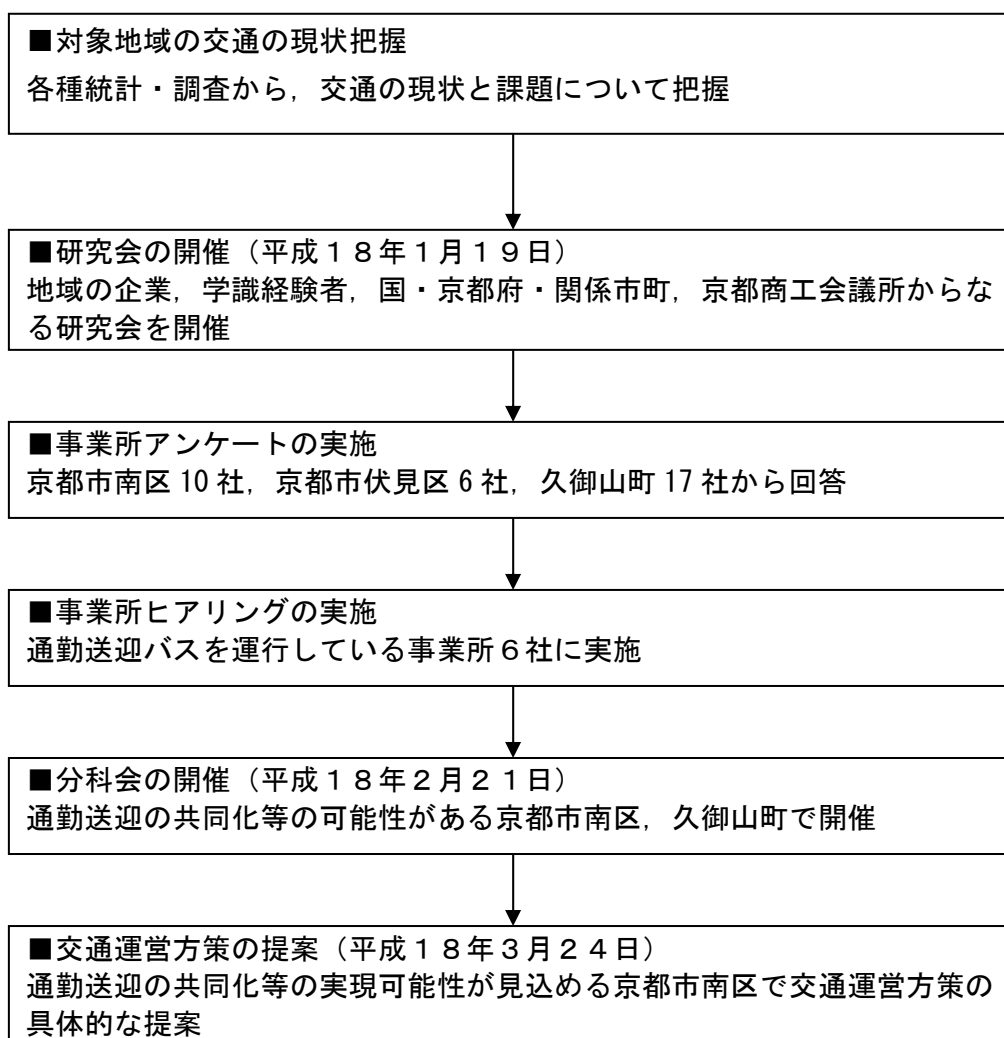 ■対象地域の交通の現状把握
各種統計・調査から，交通の現状と課題について把握
■研究会の開催（平成１８年１月１９日）
地域の企業，学識経験者，国・京都府・関係市町，京都商工会議所からな
る研究会を開催
■事業所アンケートの実施
京都市南区 10 社，京都市伏見区 6 社，久御山町 17 社から回答
■事業所ヒアリングの実施
通勤送迎バスを運行している事業所６社に実施
■分科会の開催（平成１８年２月２１日）
通勤送迎の共同化等の可能性がある京都市南区，久御山町で開催
■交通運営方策の提案（平成１８年３月２４日）
通勤送迎の共同化等の実現可能性が見込める京都市南区で交通運営方策の
具体的な提案